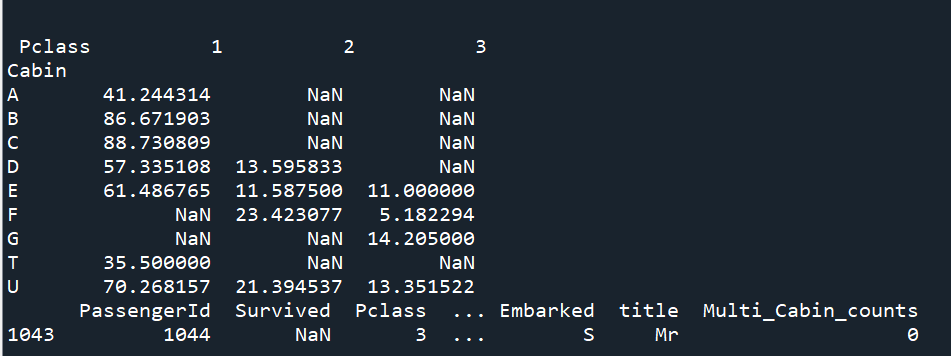 Pclass 1 2 3
Cabin
A 41.244314 NaN NaN
B 86.671903 NaN NaN
C 88.730809 NaN NaN
D 57.335108 13.595833 NaN
E 61.486765 11.587500 11.000000
F NaN 23.423077 5.182294
G NaN NaN 14.205000
T 35.500000 NaN NaN
U 70.268157 21.394537 13.351522
PassengerId Survived Pclass ... Embarked title Multi_Cabin_counts
1043 1044 NaN 3 ... S Mr 0